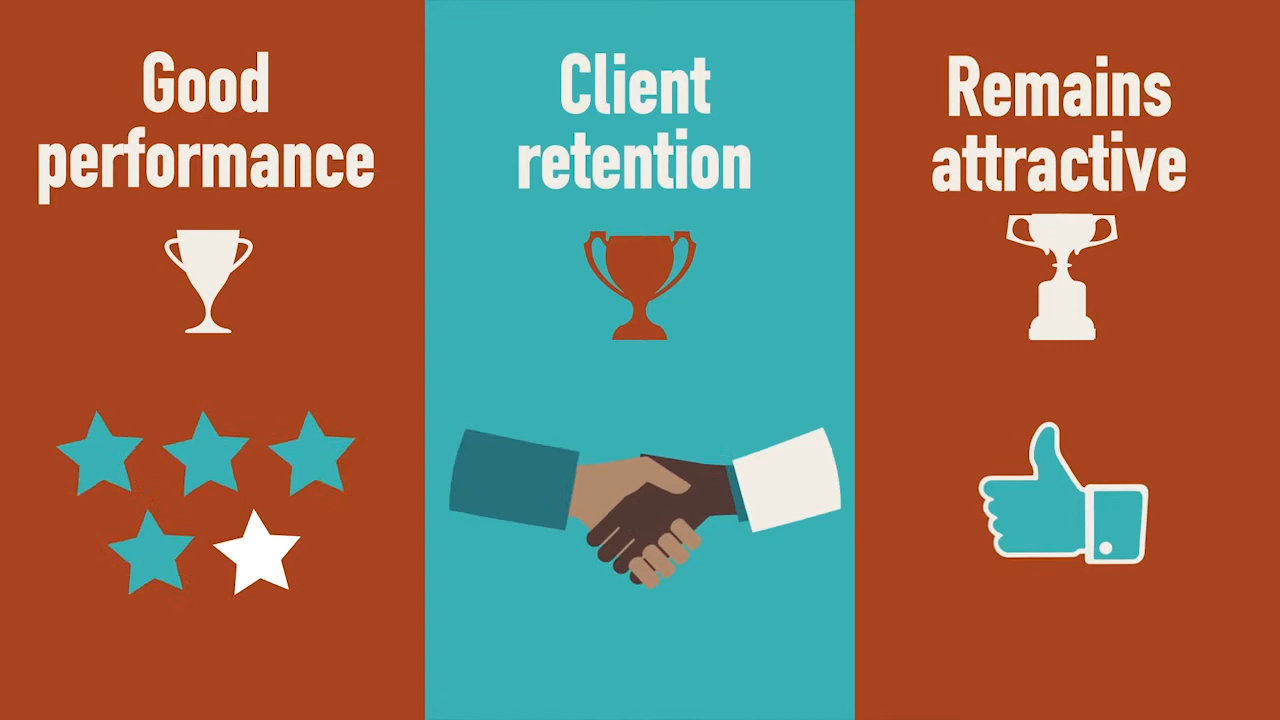 Good
performance
Client
retention
Remains
attractive